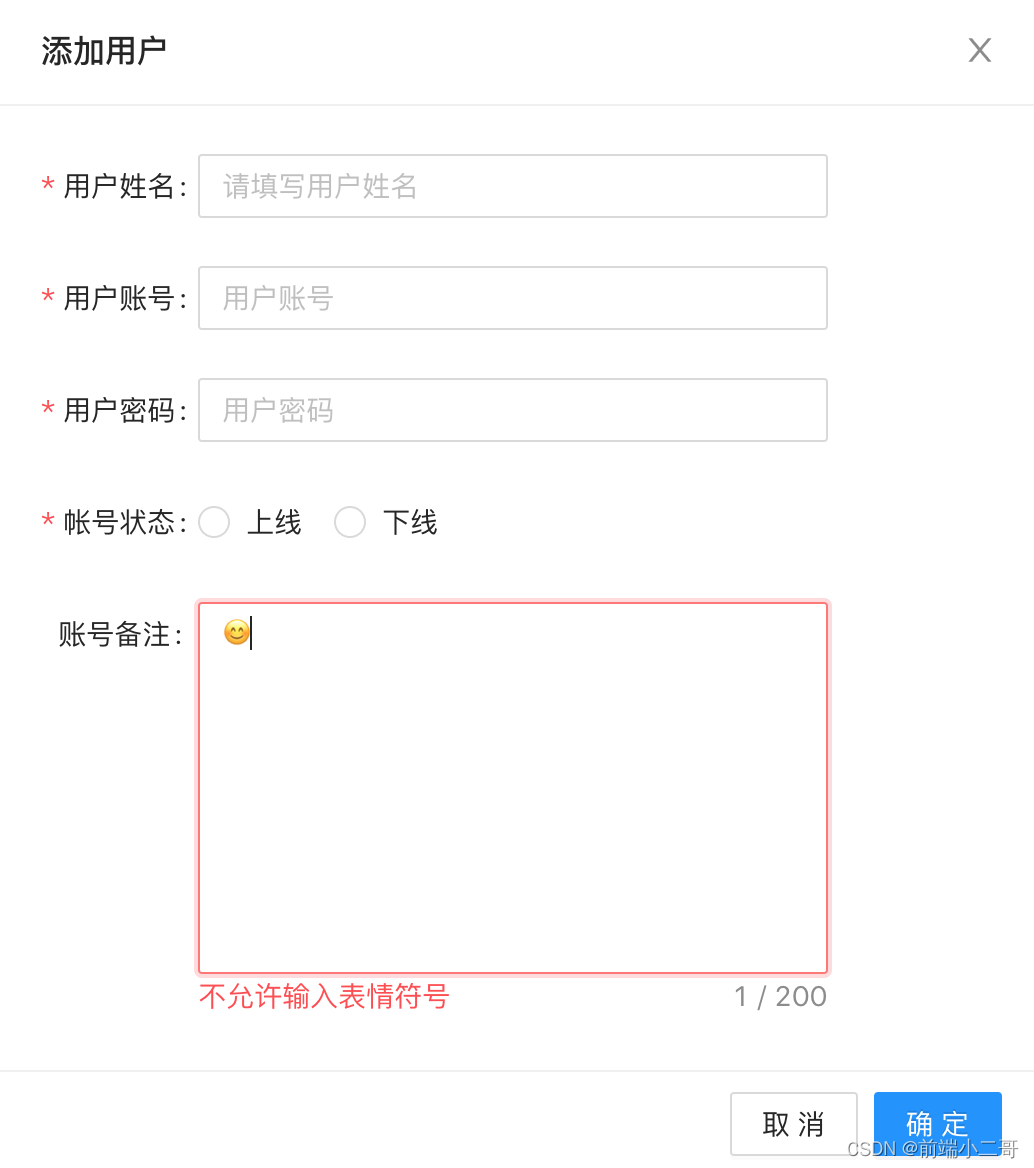 添加用户
* 用户姓名: 请填写用户姓名
* 用户账号: 用户账号
* 用户密码: 用户密码
* 帐号状态: 上线 下线
账号备注: 😊
不允许输入表情符号 1 / 200
取 消 确 定
CSDN @前端小二哥